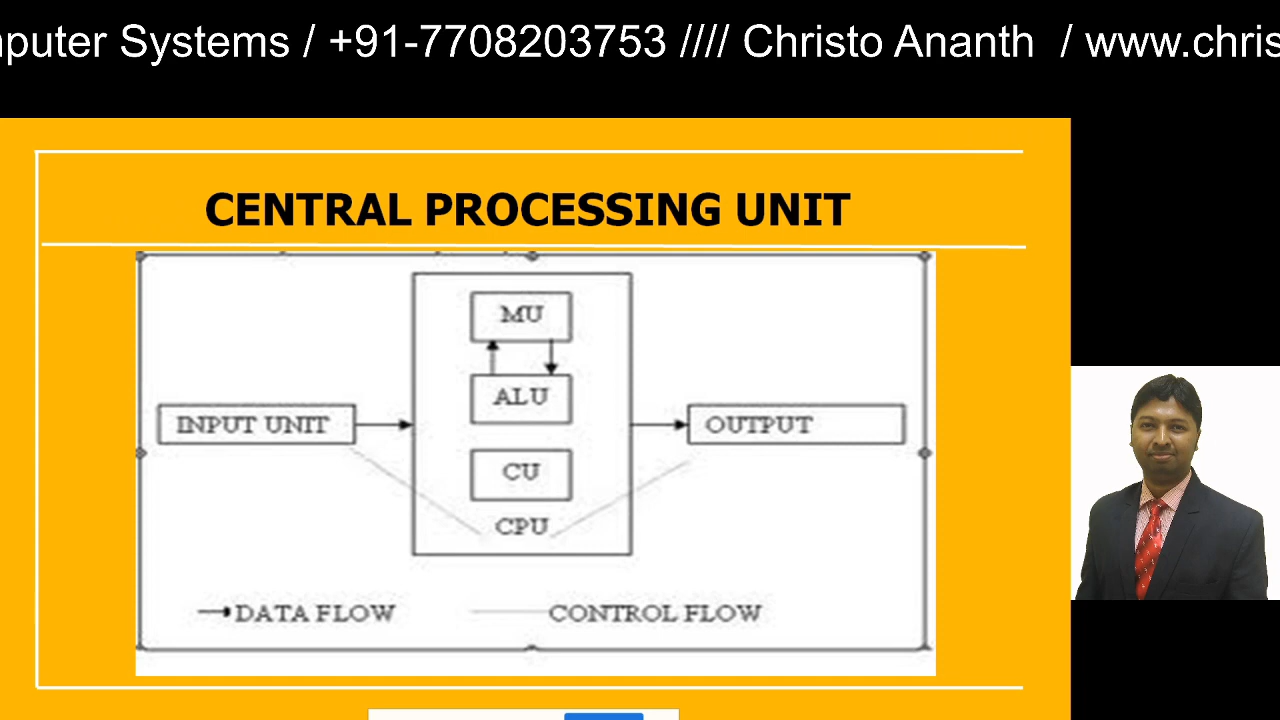 puter Systems / +91-7708203753 //// Christo Ananth / www.chris
CENTRAL PROCESSING UNIT
MU
ALU
INPUT UNIT
OUTPUT
CU
CPU
DATA FLOW
CONTROL FLOW